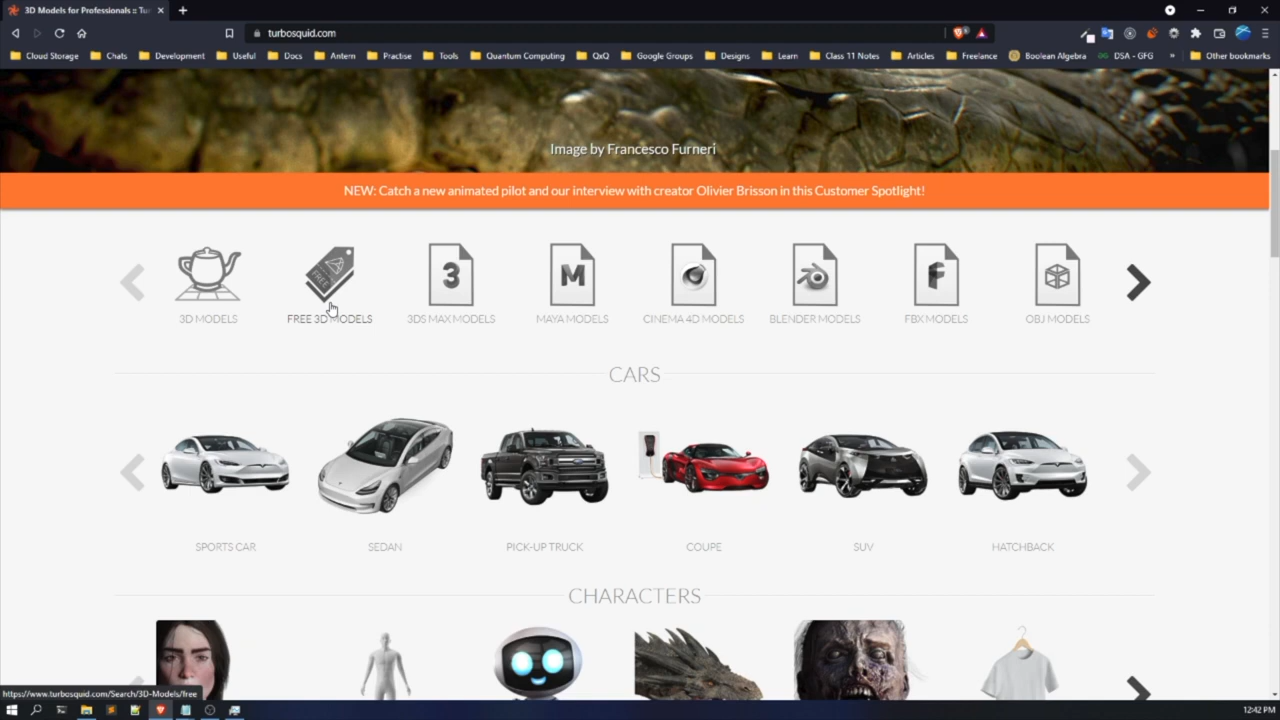 3D Models for Professionals :: Tu
turbosquid.com
Cloud Storage Chats Development Useful Docs Antern Practise Tools Quantum Computing QxQ Google Groups Designs Learn Class 11 Notes Articles Freelance Boolean Algebra DSA - GFG » Other bookmarks
Image by Francesco Furneri
NEW: Catch a new animated pilot and our interview with creator Olivier Brisson in this Customer Spotlight!
FREE
3 M F
3D MODELS FREE 3D MODELS 3DS MAX MODELS MAYA MODELS CINEMA 4D MODELS BLENDER MODELS FBX MODELS OBJ MODELS
CARS
SPORTS CAR SEDAN PICK-UP TRUCK COUPE SUV HATCHBACK
CHARACTERS
https://www.turbosquid.com/Search/3D-Models/free
12:42 PM